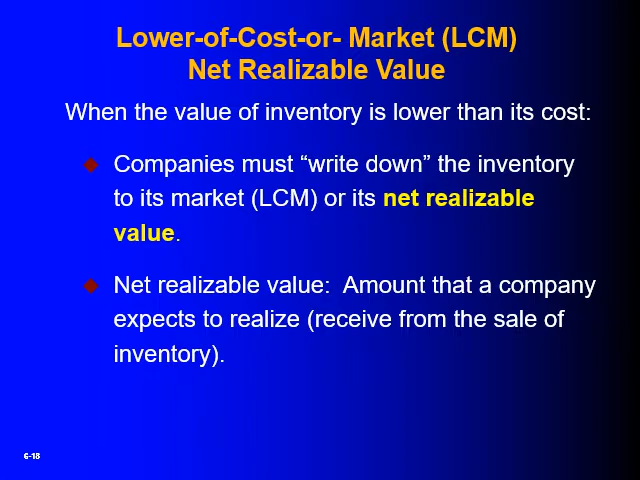 Lower-of-Cost-or- Market (LCM)
Net Realizable Value
When the value of inventory is lower than its cost:
Companies must “write down” the inventory
to its market (LCM) or its net realizable
value.
Net realizable value:  Amount that a company
expects to realize (receive from the sale of
inventory).
6-18